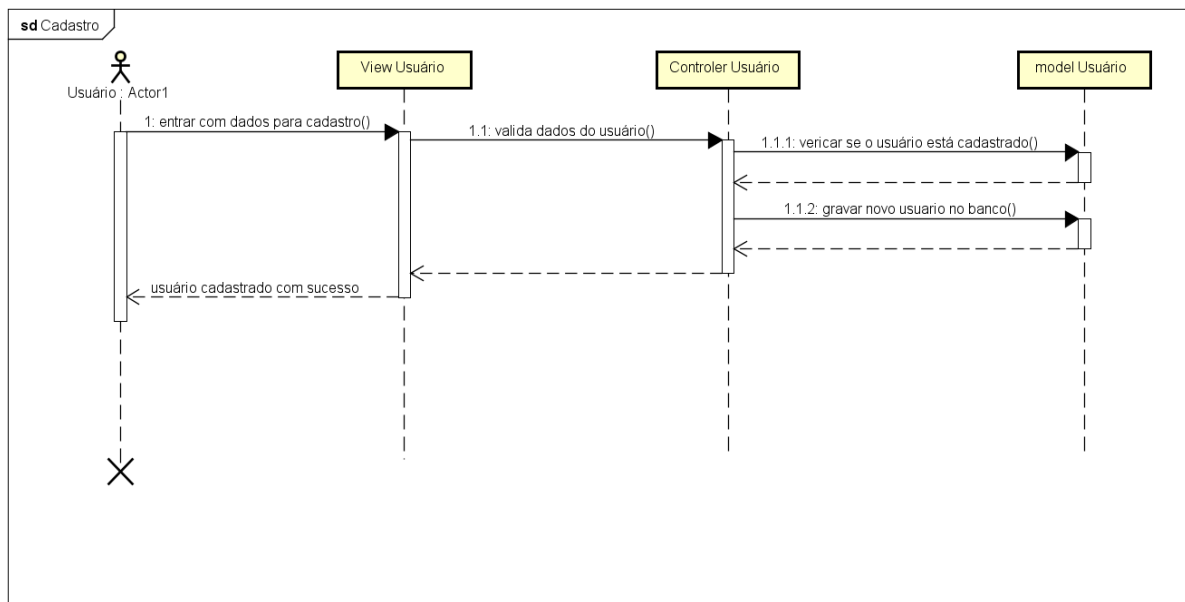 sd Cadastro
Usuário : Actor1
View Usuário
Controler Usuário
model Usuário
1: entrar com dados para cadastro()
1.1: valida dados do usuário()
1.1.1: vericar se o usuário está cadastrado()
1.1.2: gravar novo usuario no banco()
usuário cadastrado com sucesso